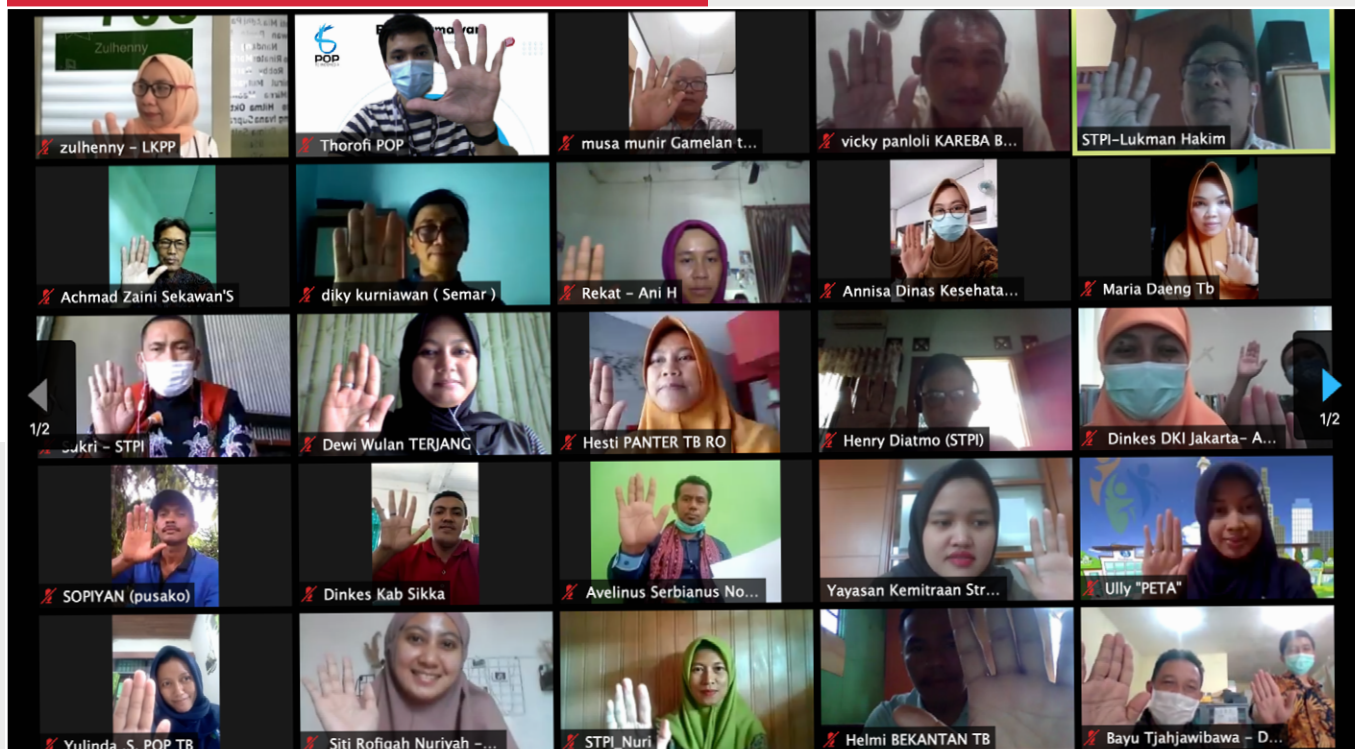 Zulhenny
zulhenny – LKPP
POP
Thorofi POP
musa munir Gamelan t...
vicky panloli KAREBA B...
STPI-Lukman Hakim
Achmad Zaini Sekawan'S
diky kurniawan ( Semar )
Rekat – Ani H
Annisa Dinas Kesehata...
Maria Daeng Tb
1/2
Sukri – STPI
Dewi Wulan TERJANG
Hesti PANTER TB RO
Henry Diatmo (STPI)
Dinkes DKI Jakarta– A...
1/2
SOPIYAN (pusako)
Dinkes Kab Sikka
Avelinus Serbianus No...
Yayasan Kemitraan Str...
Ully "PETA"
Yulinda_S_POP TB
Siti Rofiqah Nuriyah –...
STPI_Nuri
Helmi BEKANTAN TB
Bayu Tjahjawibawa – D...